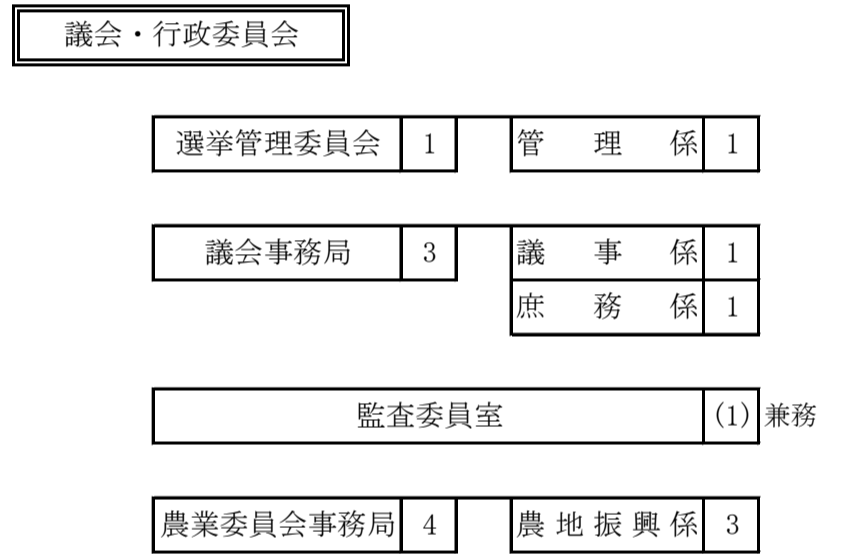 議会・行政委員会
選挙管理委員会 1 管理係 1
議会事務局 3 議事係 1
庶務係 1
監査委員室 (1) 兼務
農業委員会事務局 4 農地振興係 3